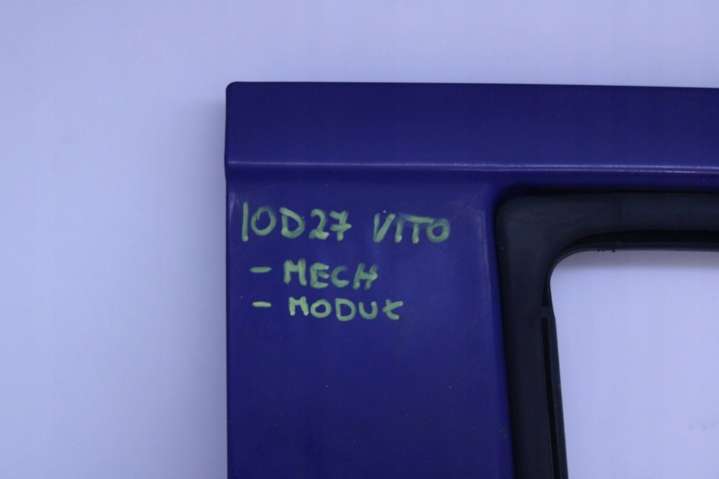 10D27 VITO
- MECH
- MODUŁ